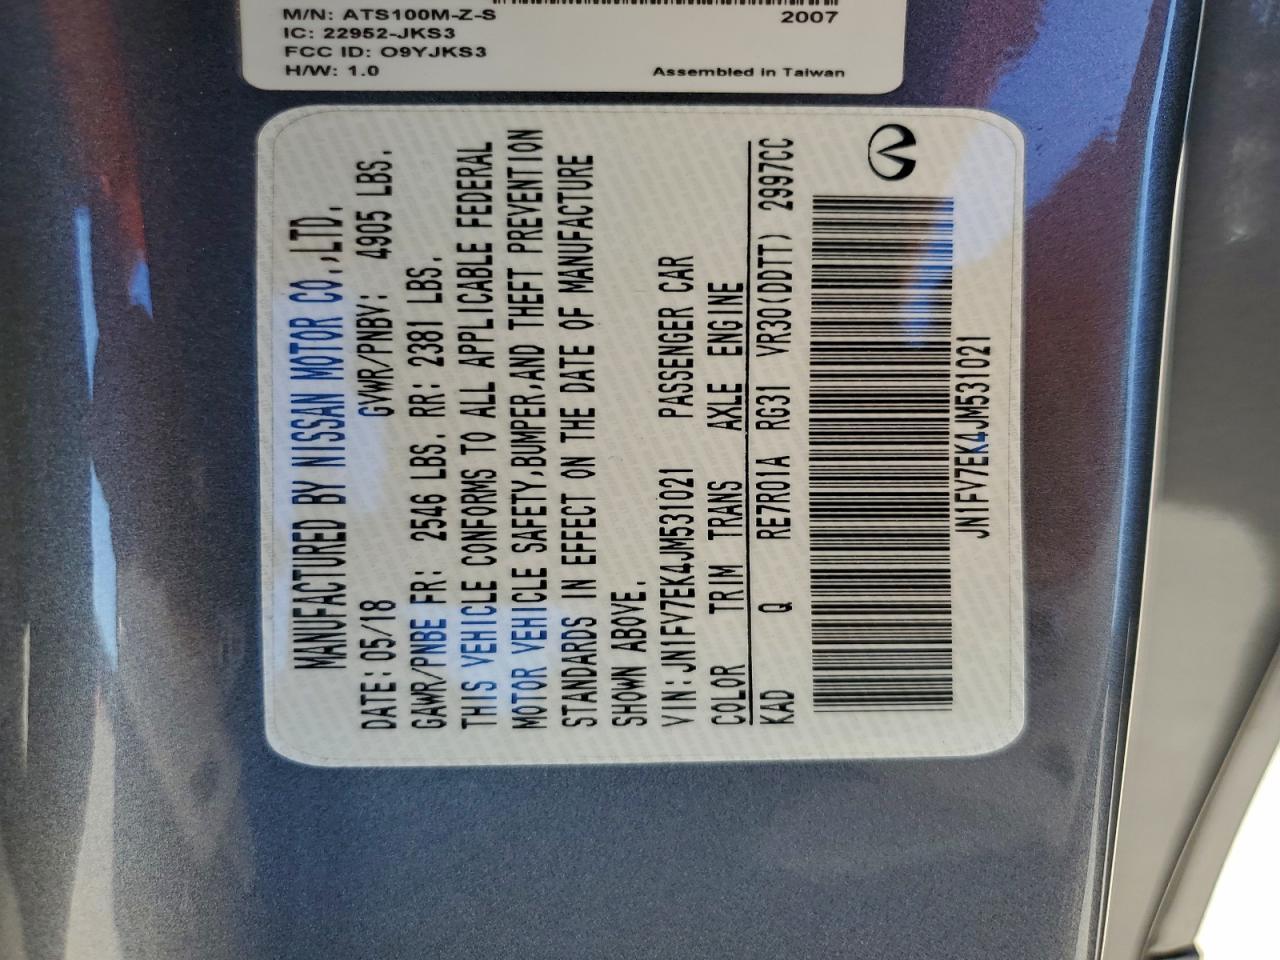 M/N: ATS100M-Z-S
2007
IC: 22952-JKS3
FCC ID: O9YJKS3
H/W: 1.0
Assembled in Taiwan
MANUFACTURED BY NISSAN MOTOR CO.,LTD.
DATE: 05/18 GVWR/PNBV: 4905 LBS.
GAWR/PNBE FR: 2546 LBS. RR: 2381 LBS.
THIS VEHICLE CONFORMS TO ALL APPLICABLE FEDERAL
MOTOR VEHICLE SAFETY,BUMPER,AND THEFT PREVENTION
STANDARDS IN EFFECT ON THE DATE OF MANUFACTURE
SHOWN ABOVE.
VIN:JN1FV7EK4JM531021 PASSENGER CAR
COLOR TRIM TRANS AXLE ENGINE
KAD Q RE7R01A RG31 VR30(DDTT) 2997CC
JN1FV7EK4JM531021